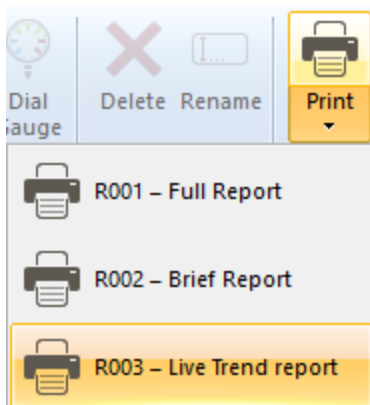 Dial
Gauge
Delete
Rename
Print
R001 – Full Report
R002 – Brief Report
R003 – Live Trend report